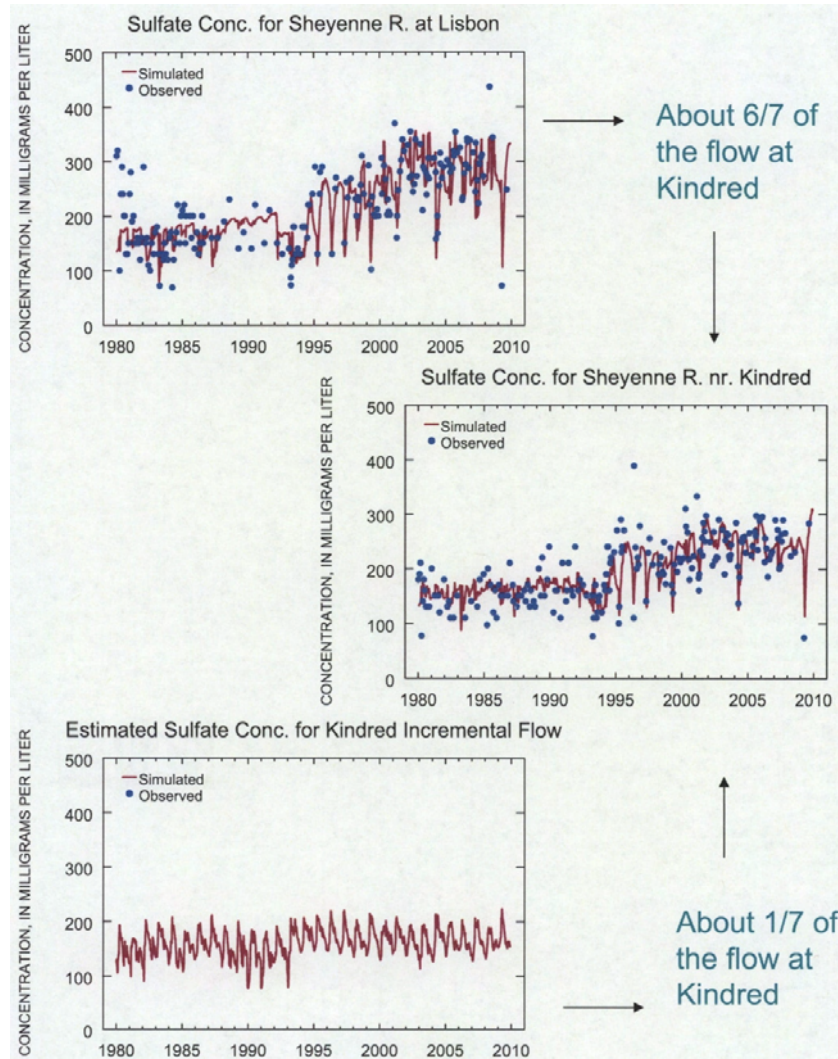 Sulfate Conc. for Sheyenne R. at Lisbon
CONCENTRATION, IN MILLIGRAMS PER LITER
500
400
300
200
100
0
Simulated
Observed
1980 1985 1990 1995 2000 2005 2010
About 6/7 of
the flow at
Kindred
Sulfate Conc. for Sheyenne R. nr. Kindred
CONCENTRATION, IN MILLIGRAMS PER LITER
500
400
300
200
100
0
Simulated
Observed
1980 1985 1990 1995 2000 2005 2010
Estimated Sulfate Conc. for Kindred Incremental Flow
CONCENTRATION, IN MILLIGRAMS PER LITER
500
400
300
200
100
0
Simulated
Observed
1980 1985 1990 1995 2000 2005 2010
About 1/7 of
the flow at
Kindred